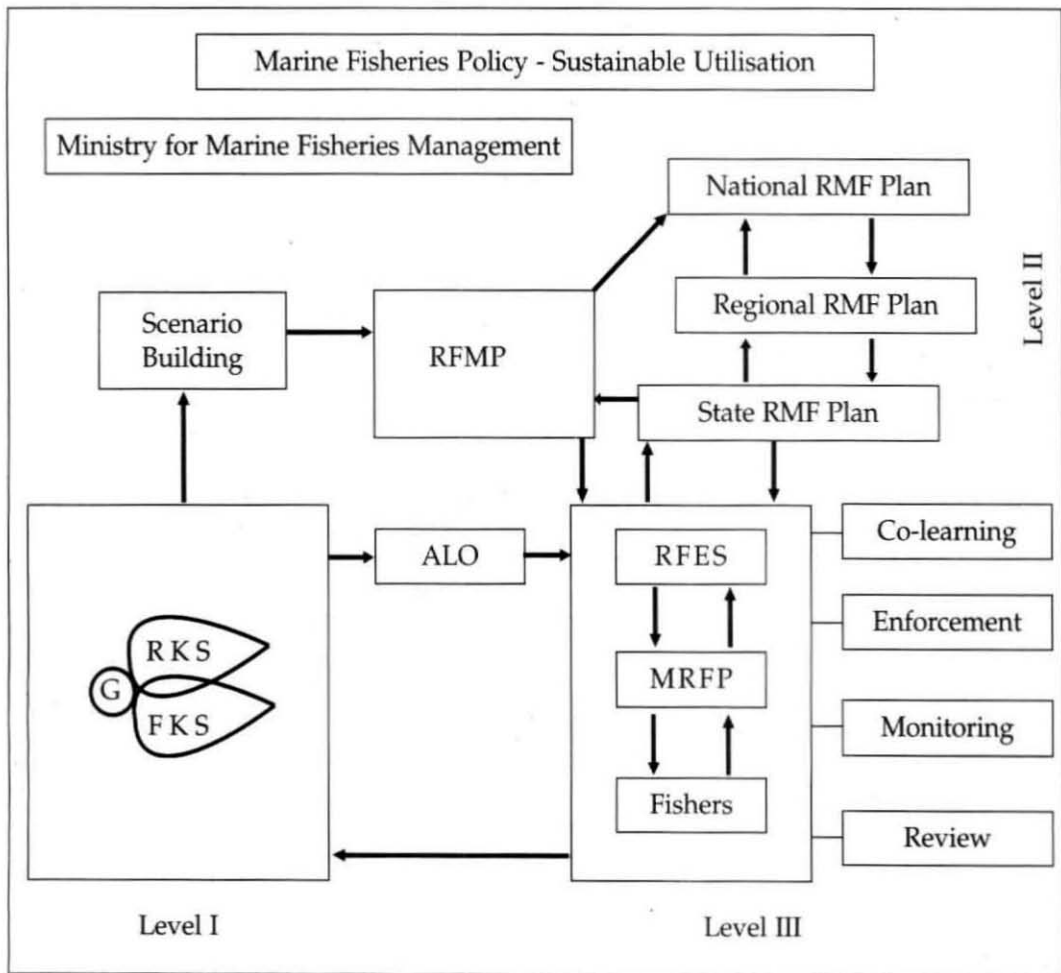 Marine Fisheries Policy - Sustainable Utilisation
Ministry for Marine Fisheries Management
National RMF Plan
Regional RMF Plan
Level II
Scenario
Building
RFMP
State RMF Plan
ALO
RFES
Co-learning
Enforcement
RKS
G
FKS
MRFP
Monitoring
Fishers
Review
Level I
Level III